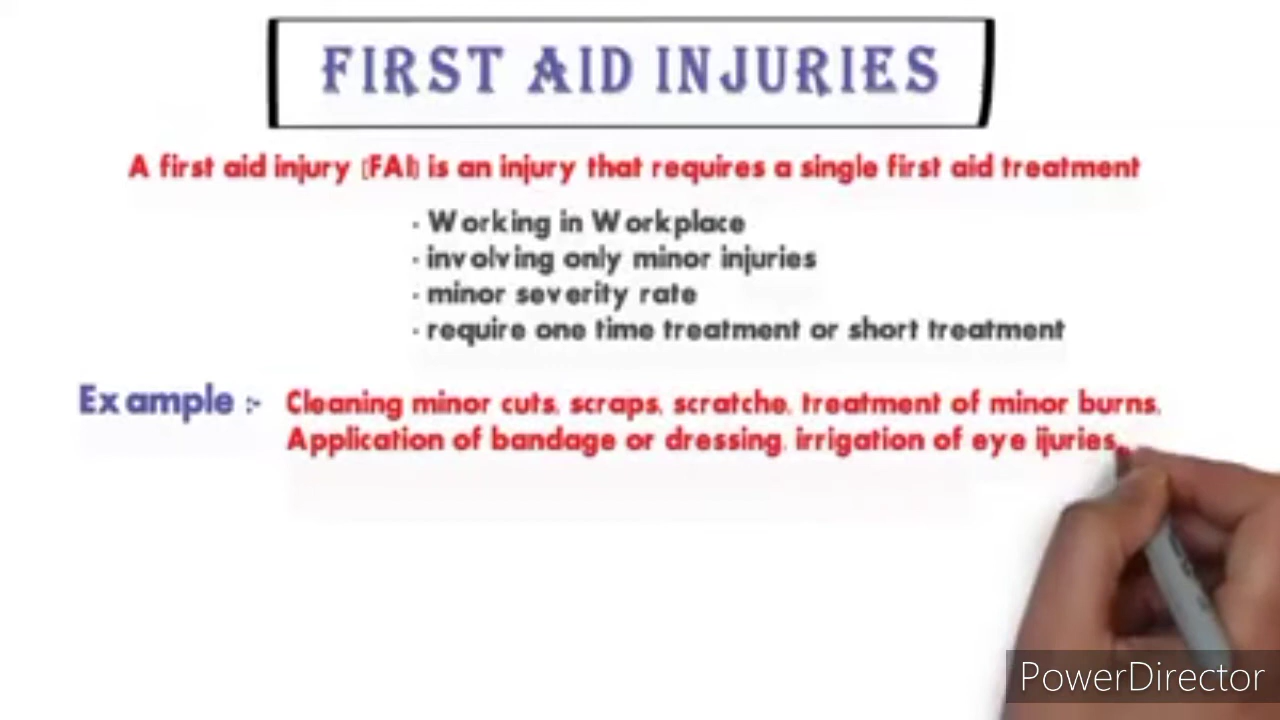 FIRST AID INJURIES
A first aid injury (FAI) is an injury that requires a single first aid treatment
· Working in Workplace
· involving only minor injuries
· minor severity rate
· require one time treatment or short treatment
Example :- Cleaning minor cuts, scraps, scratche, treatment of minor burns,
Application of bandage or dressing, irrigation of eye ijuries,
PowerDirector